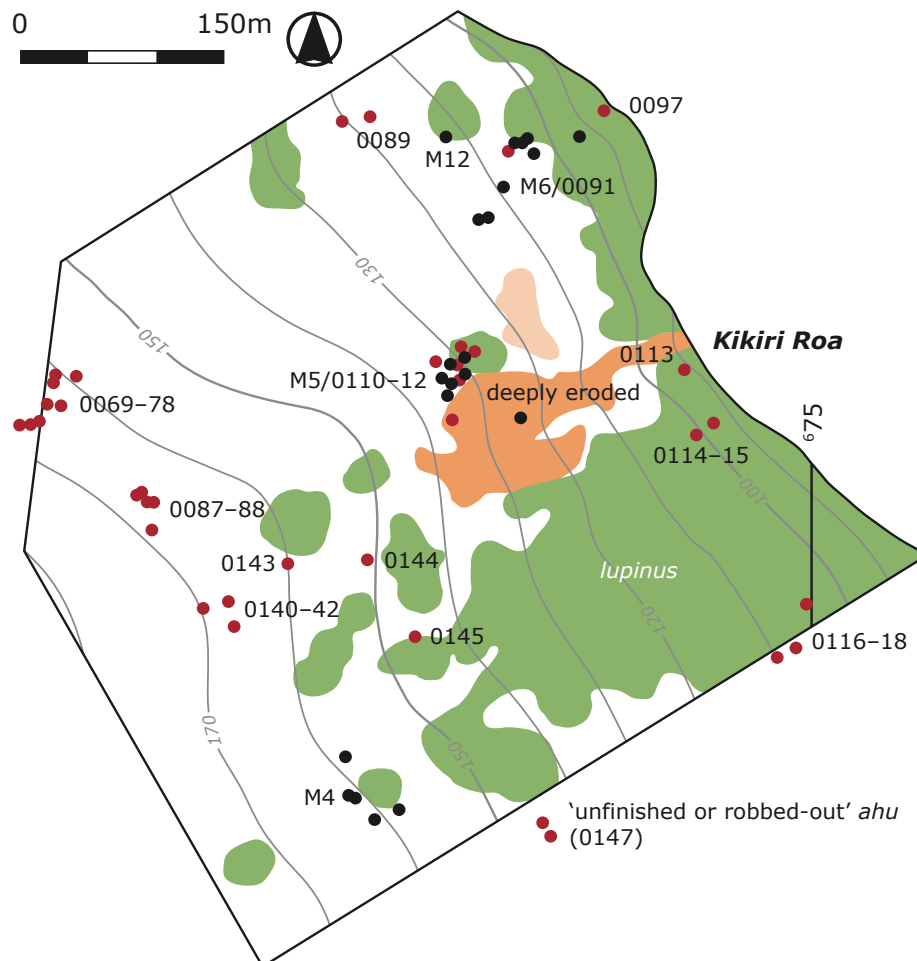 0 150m
0097
0089
M12
M6/0091
130
150
Kikiri Roa
0113
M5/0110–12
deeply eroded
0069–78
675
0114–15
100
0087–88
0143
0144
lupinus
0140–42
120
0145
0116–18
170
150
M4
‘unfinished or robbed-out’ ahu
(0147)